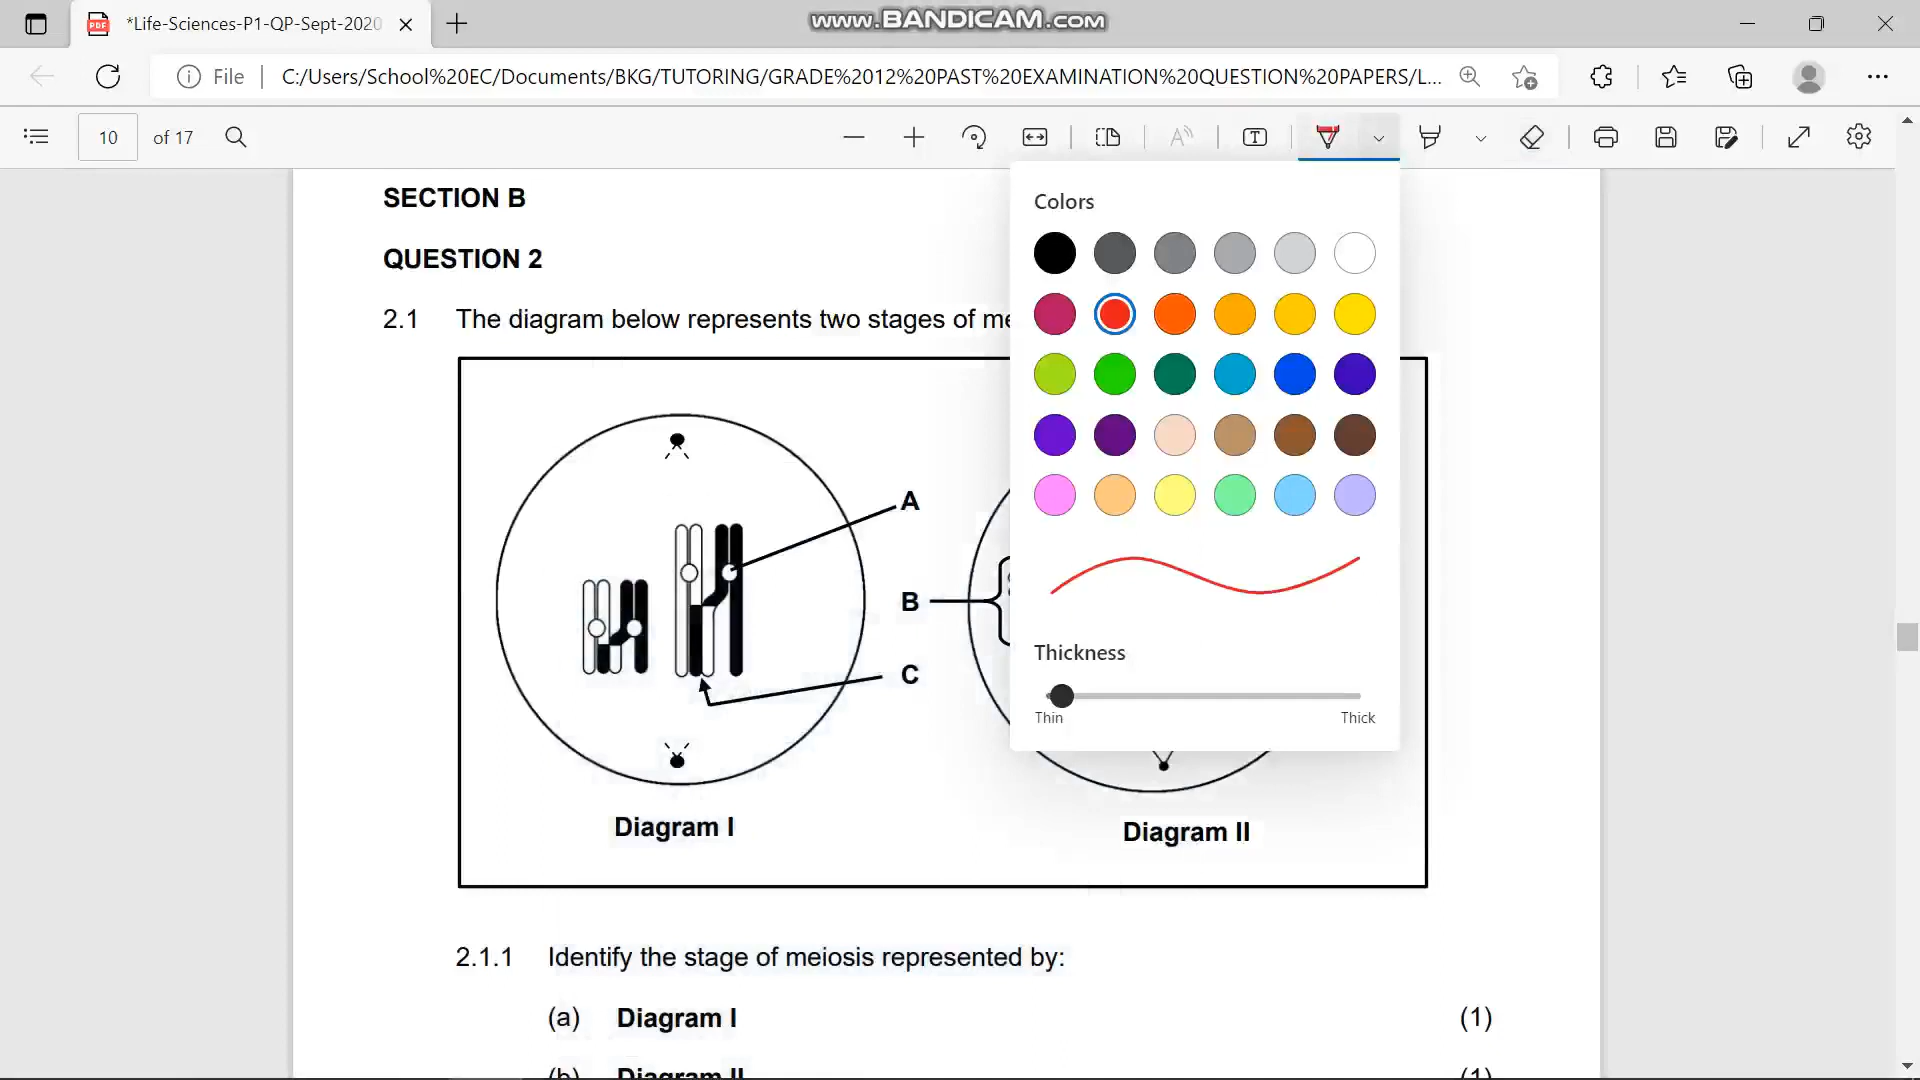 *Life-Sciences-P1-QP-Sept-2020
www.BANDICAM.com
File
C:/Users/School%20EC/Documents/BKG/TUTORING/GRADE%2012%20PAST%20EXAMINATION%20QUESTION%20PAPERS/L...
10 of 17
SECTION B
QUESTION 2
2.1 The diagram below represents two stages of me
Colors
A
B
C
Thickness
Thin Thick
Diagram I
Diagram II
2.1.1 Identify the stage of meiosis represented by:
(a) Diagram I (1)
(b) Diagram II (1)